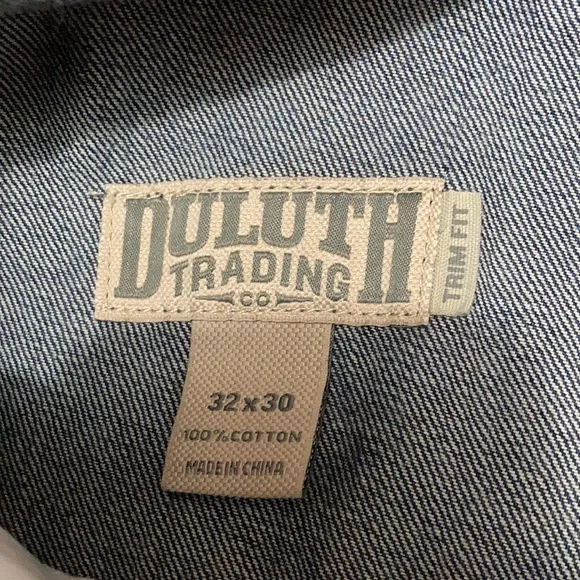 DULUTH
TRADING
CO
TRIM FIT
32x30
100% COTTON
MADE IN CHINA